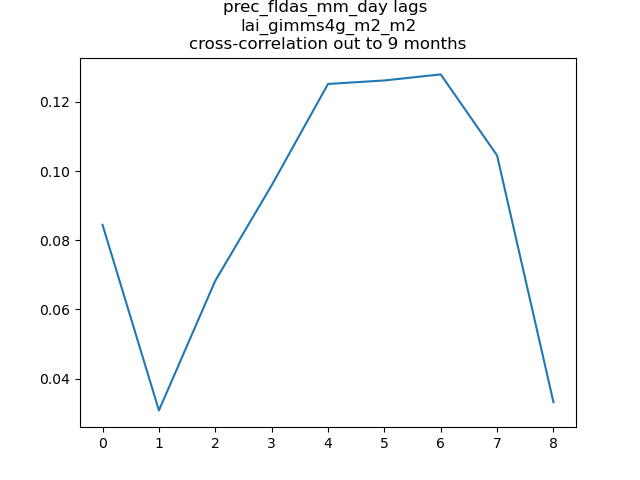 prec_fldas_mm_day lags
lai_gimms4g_m2_m2
cross-correlation out to 9 months
0.12
0.10
0.08
0.06
0.04
0 1 2 3 4 5 6 7 8